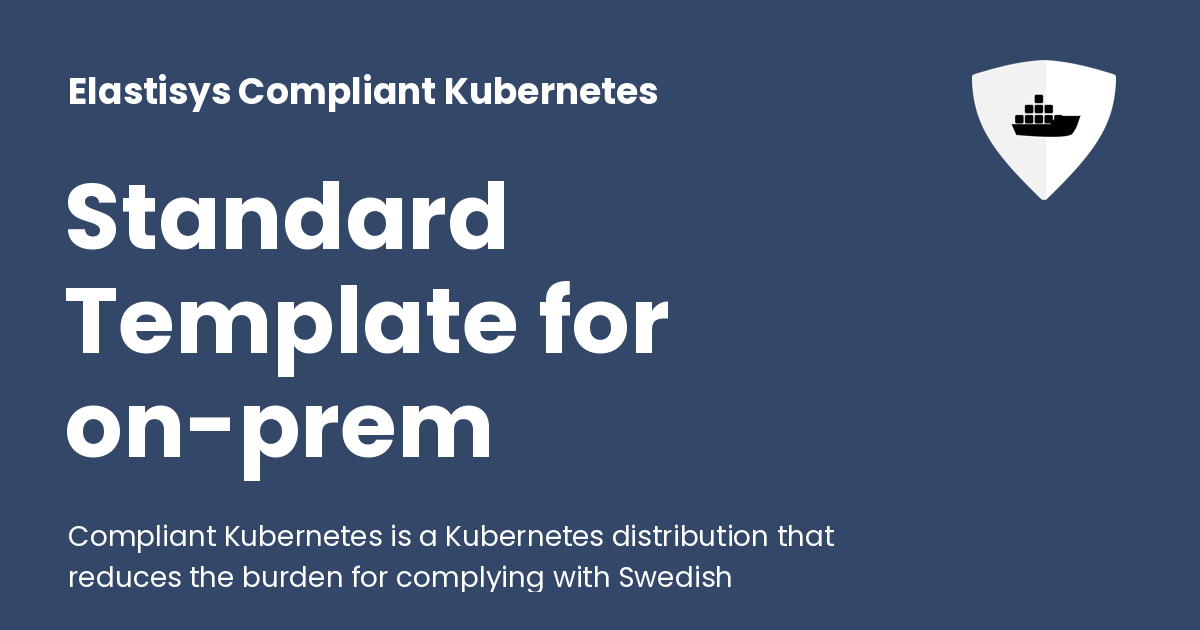 Elastisys Compliant Kubernetes
Standard
Template for
on-prem
Compliant Kubernetes is a Kubernetes distribution that
reduces the burden for complying with Swedish